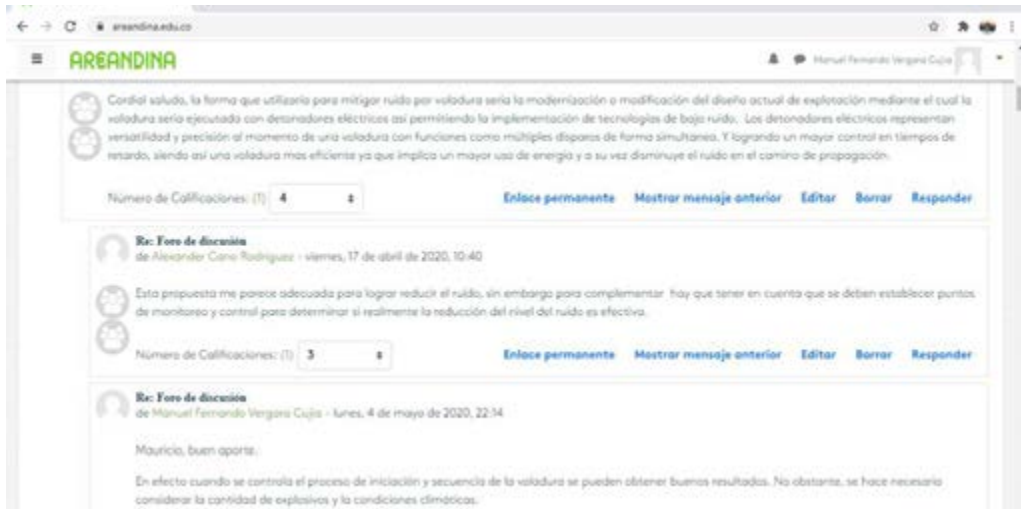 areandina.edu.co
AREANDINA
Manuel Fernando Vergara Cujia
Cordial saludo, la forma que utilizaría para mitigar ruido por voladura seria la modernización o modificación del diseño actual de explotación mediante el cual la
voladura seria ejecutada con detonadores eléctricos asi permitiendo la implementación de tecnologías de bajo ruido. Los detonadores eléctricos representan
versatilidad y precisión al momento de una voladura con funciones como múltiples disparos de forma simultanea. Y logrando un mayor control en tiempos de
retardo, siendo así una voladura mas eficiente ya que implica un mayor uso de energía y a su vez disminuye el ruido en el camino de propagación.
Número de Calificaciones: (1) 4 Enlace permanente Mostrar mensaje anterior Editar Borrar Responder
Re: Foro de discusión
de Alexander Cano Rodriguez - viernes, 17 de abril de 2020, 10:40
Esta propuesta me parece adecuada para lograr reducir el ruido, sin embargo para complementar hay que tener en cuenta que se deben establecer puntos
de monitoreo y control para determinar si realmente la reducción del nivel del ruido es efectiva.
Número de Calificaciones: (1) 3 Enlace permanente Mostrar mensaje anterior Editar Borrar Responder
Re: Foro de discusión
de Manuel Fernando Vergara Cujia - lunes, 4 de mayo de 2020, 22:14
Mauricio, buen aporte.
En efecto cuando se controla el proceso de iniciación y secuencia de la voladura se pueden obtener buenos resultados. No obstante, se hace necesario
considerar la cantidad de explosivos y la condiciones climáticas.